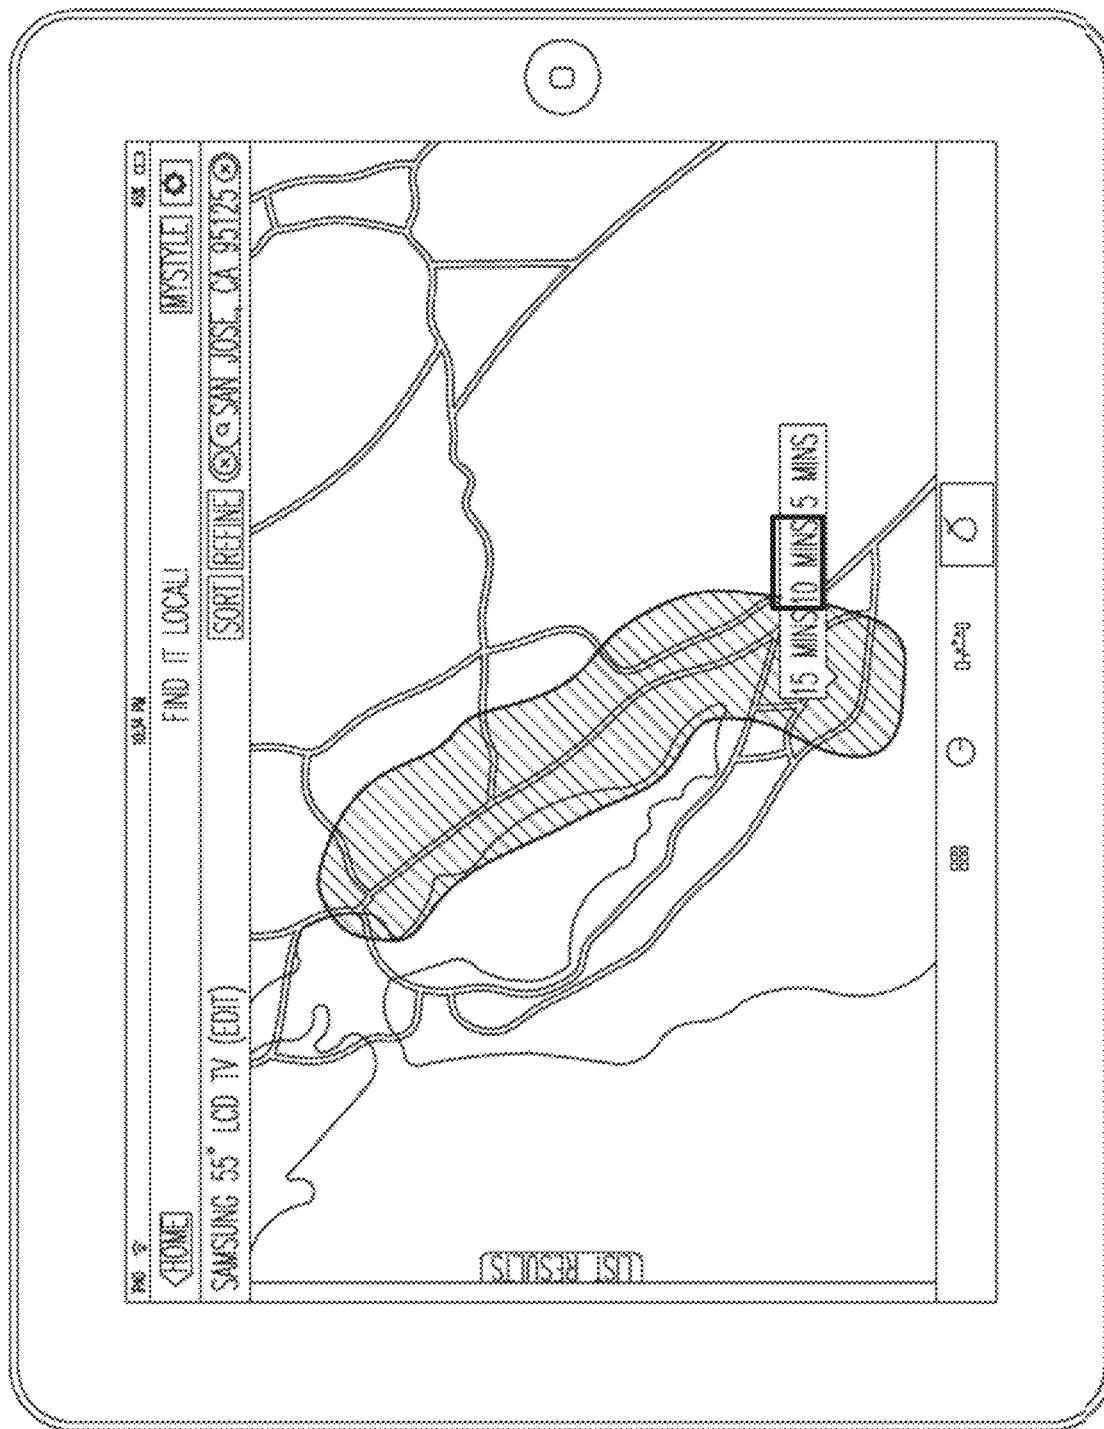 FIND IT LOCAL!
HOME
MYSTYLE
SAMSUNG 55" LCD TV (EDIT)
SORT
REFINE
SAN JOSE, CA 95125
15 MINS
10 MINS
5 MINS
LIST RESULTS